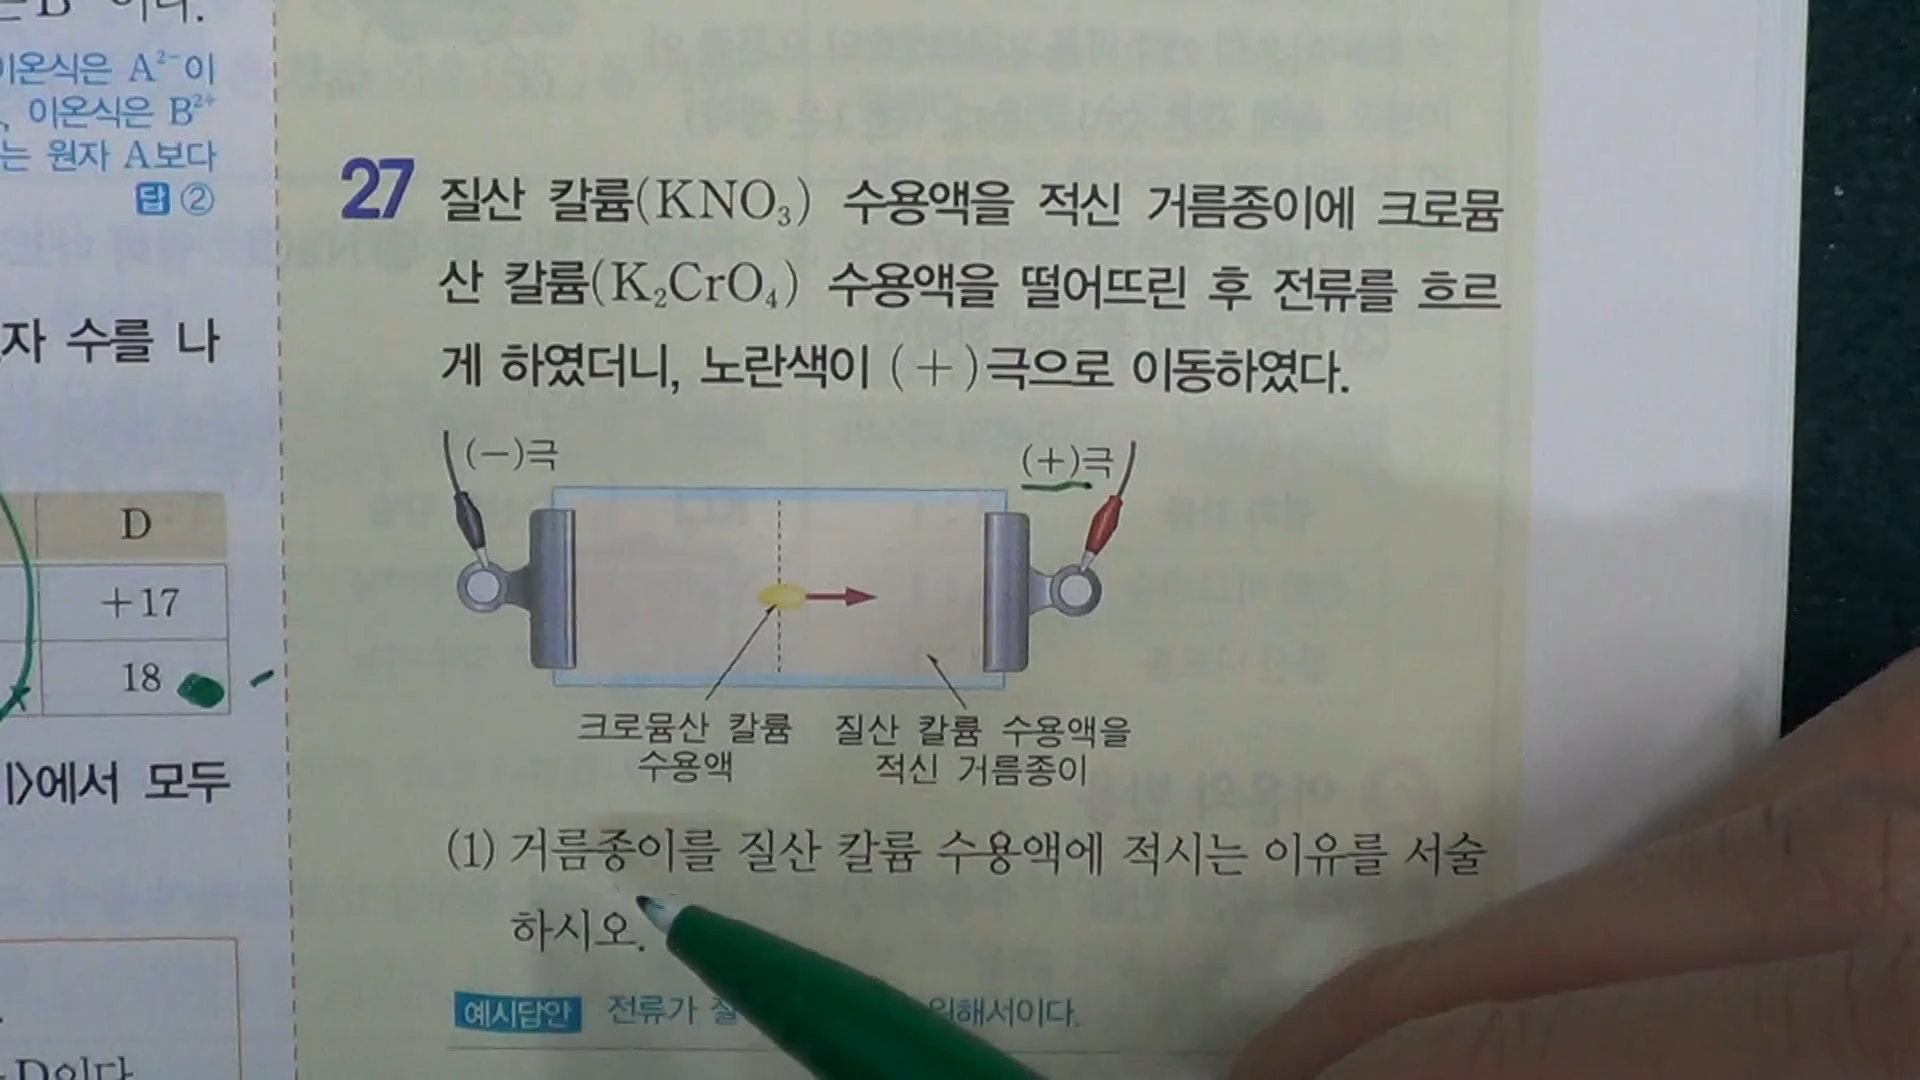 이온식은 A²⁻이
, 이온식은 B²⁺
는 원자 A보다
답 ②
자 수를 나
D
+17
18
에서 모두
27 질산 칼륨(KNO₃) 수용액을 적신 거름종이에 크로뮴
산 칼륨(K₂CrO₄) 수용액을 떨어뜨린 후 전류를 흐르
게 하였더니, 노란색이 (+)극으로 이동하였다.
(−)극
(+)극
크로뮴산 칼륨
수용액
질산 칼륨 수용액을
적신 거름종이
(1) 거름종이를 질산 칼륨 수용액에 적시는 이유를 서술
하시오.
예시답안 전류가 잘
위해서이다.